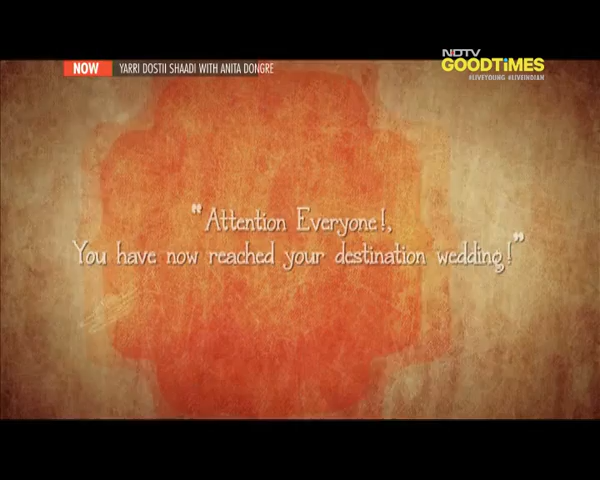 NOW YARRI DOSTII SHAADI WITH ANITA DONGRE
NDTV
GOODTiMES
#LIVEYOUNG #LIVEINDIAN
"Attention Everyone!,
You have now reached your destination wedding!"